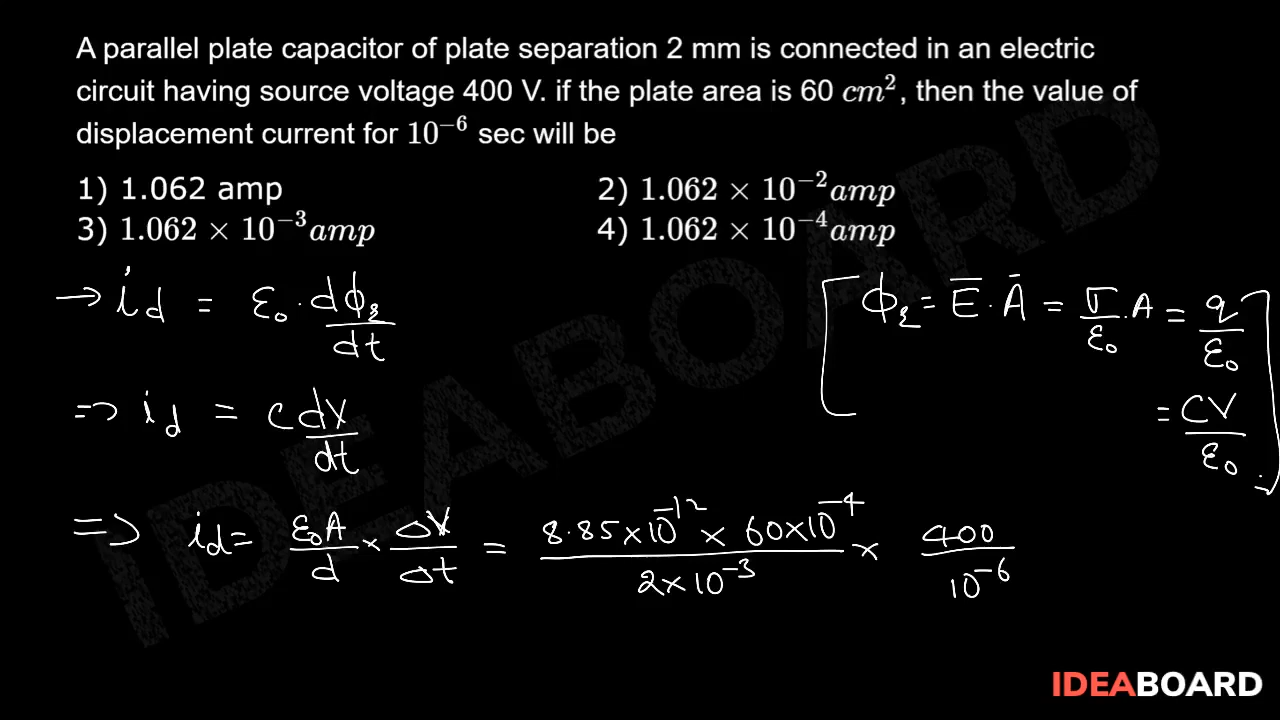 A parallel plate capacitor of plate separation 2 mm is connected in an electric
circuit having source voltage 400 V. if the plate area is 60 cm², then the value of
displacement current for 10⁻⁶ sec will be
1) 1.062 amp 2) 1.062 × 10⁻² amp
3) 1.062 × 10⁻³ amp 4) 1.062 × 10⁻⁴ amp
→ i_d = ε₀ · dϕ_ε/dt [ϕ_ε = E̅ · A̅ = σ/ε₀ . A = q/ε₀
= CV/ε₀]
=> i_d = C dV/dt
=> i_d = ε₀A/d × ΔV/Δt = 8.85×10⁻¹² × 60×10⁻⁴/2×10⁻³ × 400/10⁻⁶
IDEABOARD
IDEABOARD